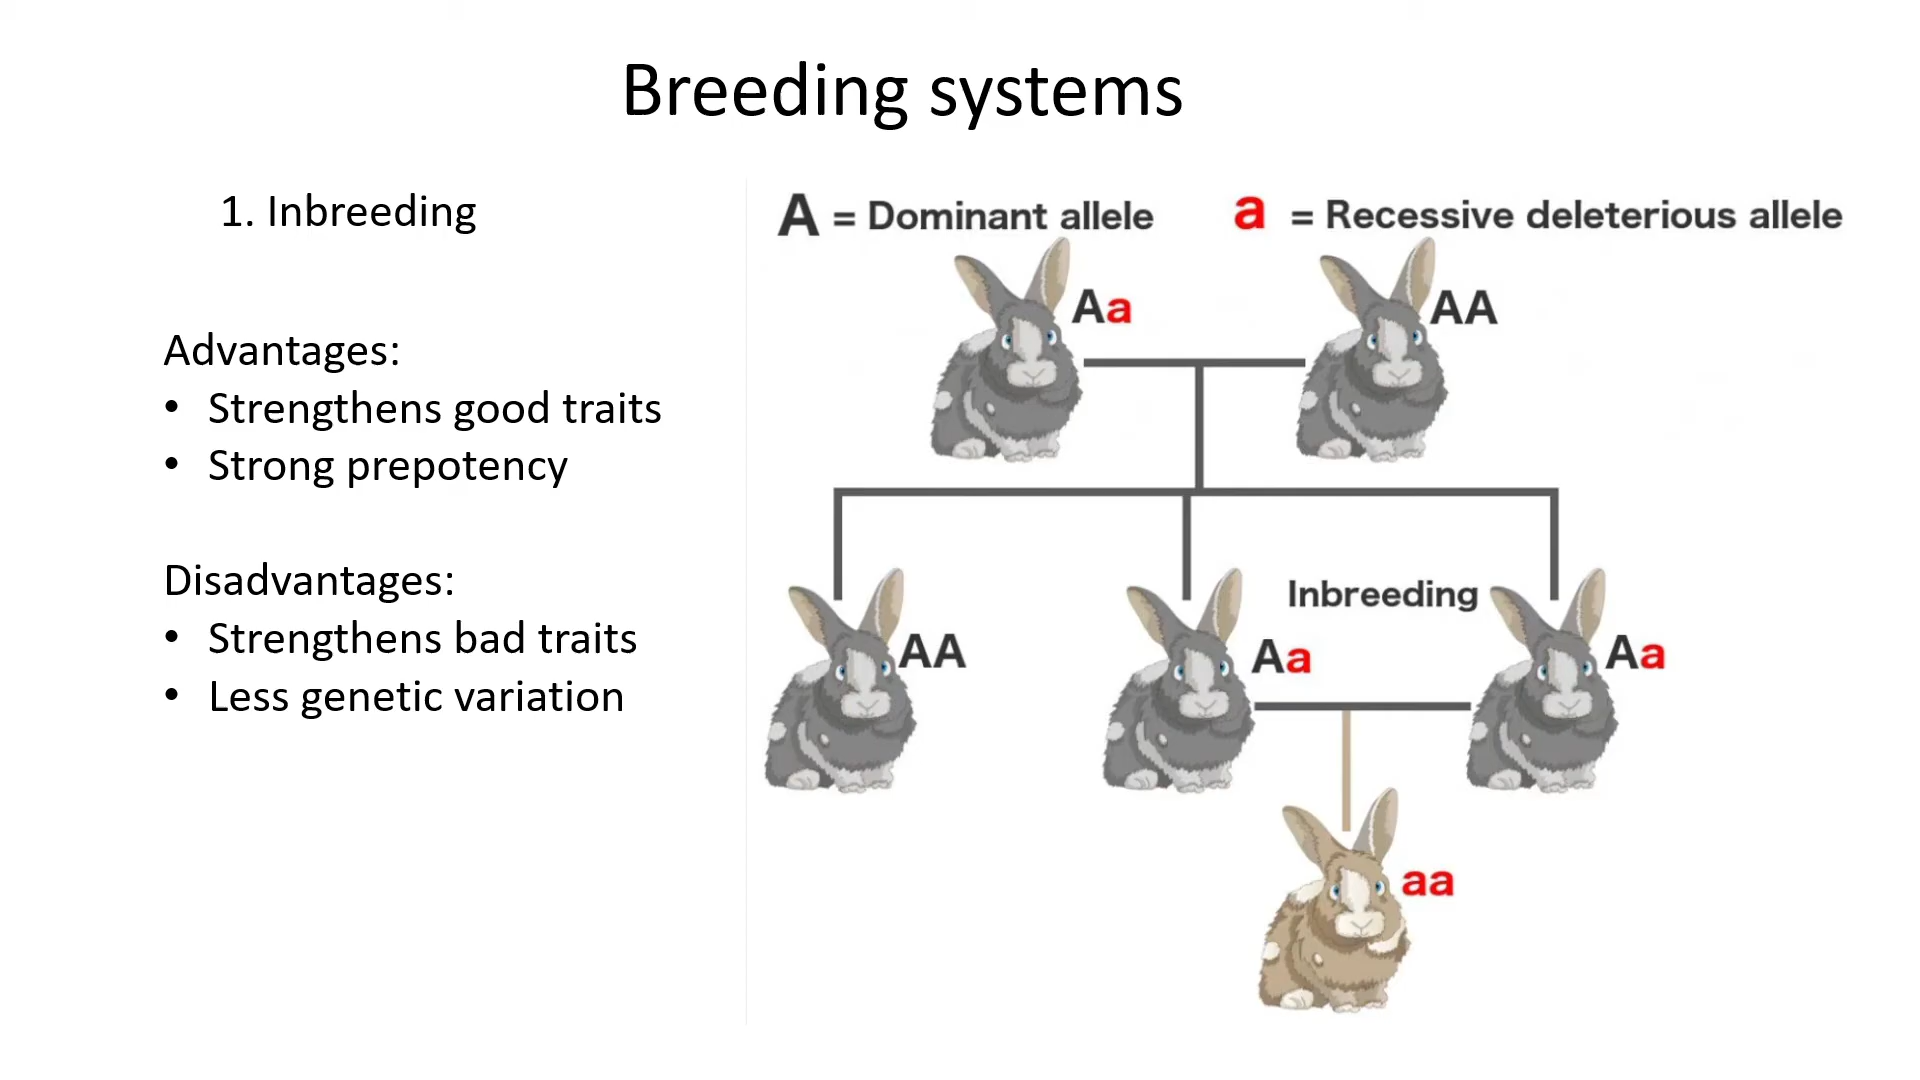 Breeding systems
1. Inbreeding
Advantages:
• Strengthens good traits
• Strong prepotency
Disadvantages:
• Strengthens bad traits
• Less genetic variation
A = Dominant allele a = Recessive deleterious allele
Aa AA
Inbreeding
AA Aa Aa
aa